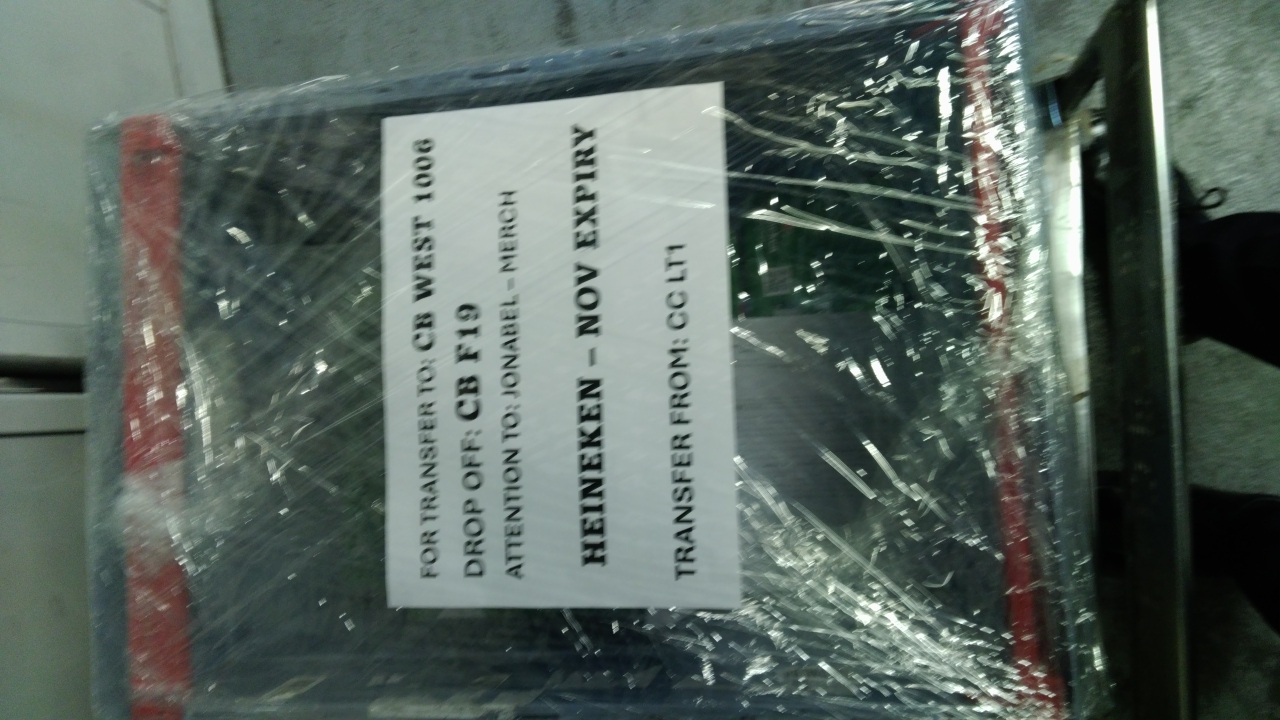 FOR TRANSFER TO: CB WEST 1006
DROP OFF: CB F19
ATTENTION TO: JONABEL – MERCH
HEINEKEN – NOV EXPIRY
TRANSFER FROM: CC LT1